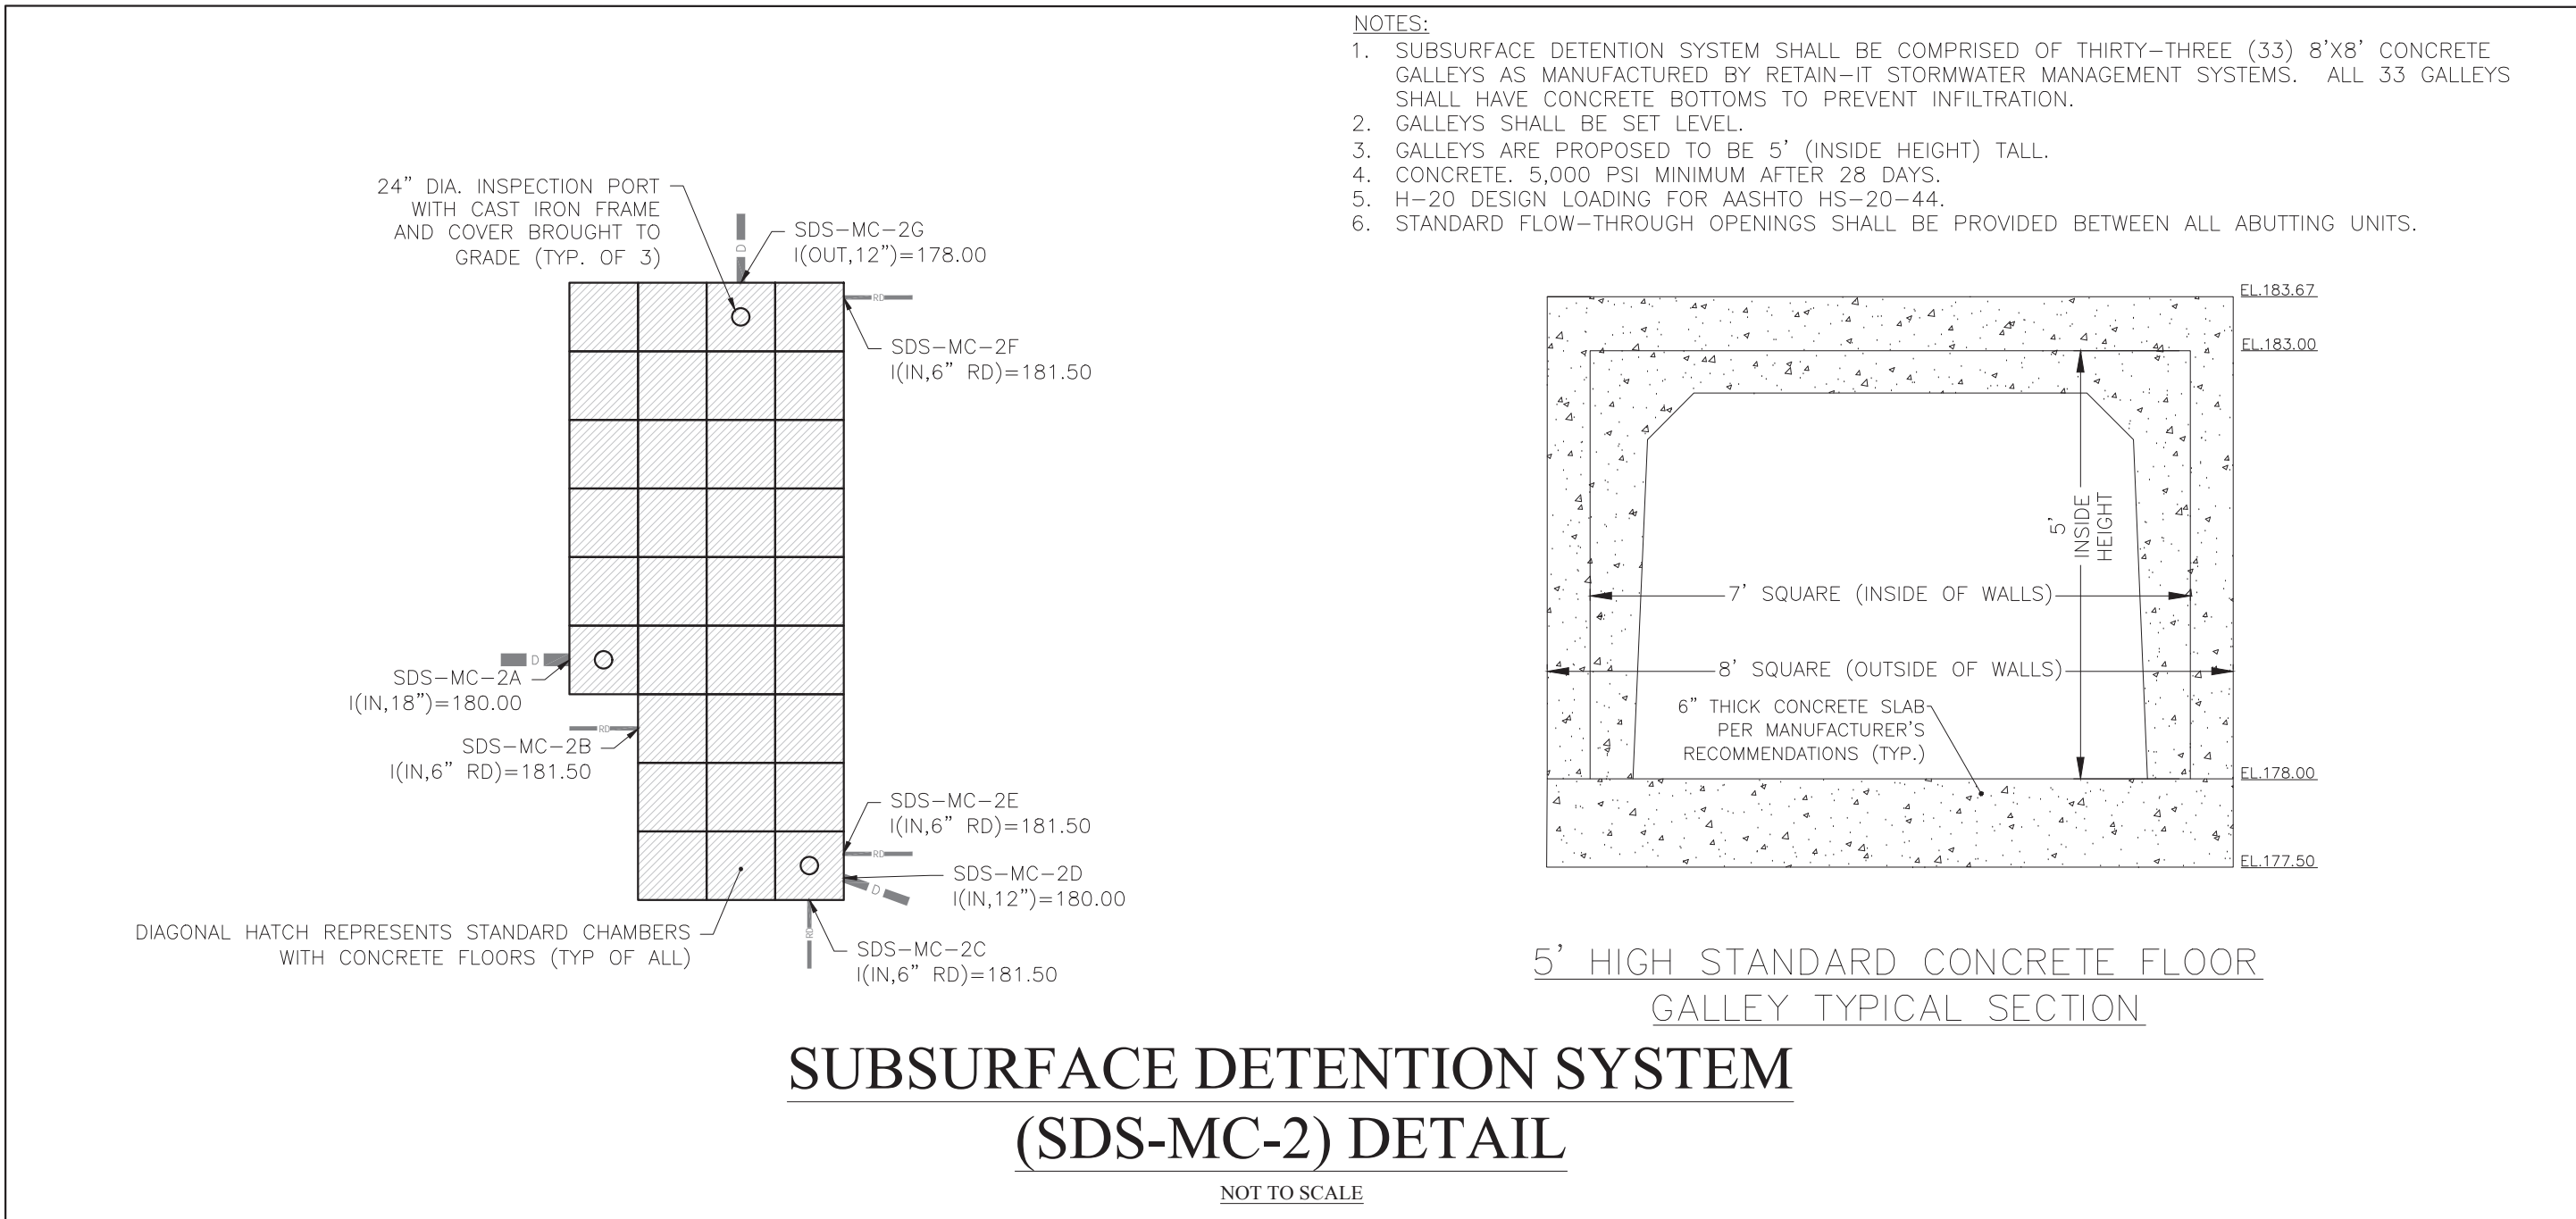 NOTES:
1. SUBSURFACE DETENTION SYSTEM SHALL BE COMPRISED OF THIRTY-THREE (33) 8'X8' CONCRETE
GALLEYS AS MANUFACTURED BY RETAIN-IT STORMWATER MANAGEMENT SYSTEMS. ALL 33 GALLEYS
SHALL HAVE CONCRETE BOTTOMS TO PREVENT INFILTRATION.
2. GALLEYS SHALL BE SET LEVEL.
3. GALLEYS ARE PROPOSED TO BE 5' (INSIDE HEIGHT) TALL.
4. CONCRETE. 5,000 PSI MINIMUM AFTER 28 DAYS.
5. H-20 DESIGN LOADING FOR AASHTO HS-20-44.
6. STANDARD FLOW-THROUGH OPENINGS SHALL BE PROVIDED BETWEEN ALL ABUTTING UNITS.
24" DIA. INSPECTION PORT
WITH CAST IRON FRAME
AND COVER BROUGHT TO
GRADE (TYP. OF 3)
D
SDS-MC-2G
I(OUT,12")=178.00
RD
SDS-MC-2F
I(IN,6" RD)=181.50
D
SDS-MC-2A
I(IN,18")=180.00
RD
SDS-MC-2B
I(IN,6" RD)=181.50
SDS-MC-2E
I(IN,6" RD)=181.50
RD
D
SDS-MC-2D
I(IN,12")=180.00
RD
SDS-MC-2C
I(IN,6" RD)=181.50
DIAGONAL HATCH REPRESENTS STANDARD CHAMBERS
WITH CONCRETE FLOORS (TYP OF ALL)
EL.183.67
EL.183.00
5'
INSIDE
HEIGHT
7' SQUARE (INSIDE OF WALLS)
8' SQUARE (OUTSIDE OF WALLS)
6" THICK CONCRETE SLAB
PER MANUFACTURER'S
RECOMMENDATIONS (TYP.)
EL.178.00
EL.177.50
5' HIGH STANDARD CONCRETE FLOOR
GALLEY TYPICAL SECTION
SUBSURFACE DETENTION SYSTEM
(SDS-MC-2) DETAIL
NOT TO SCALE